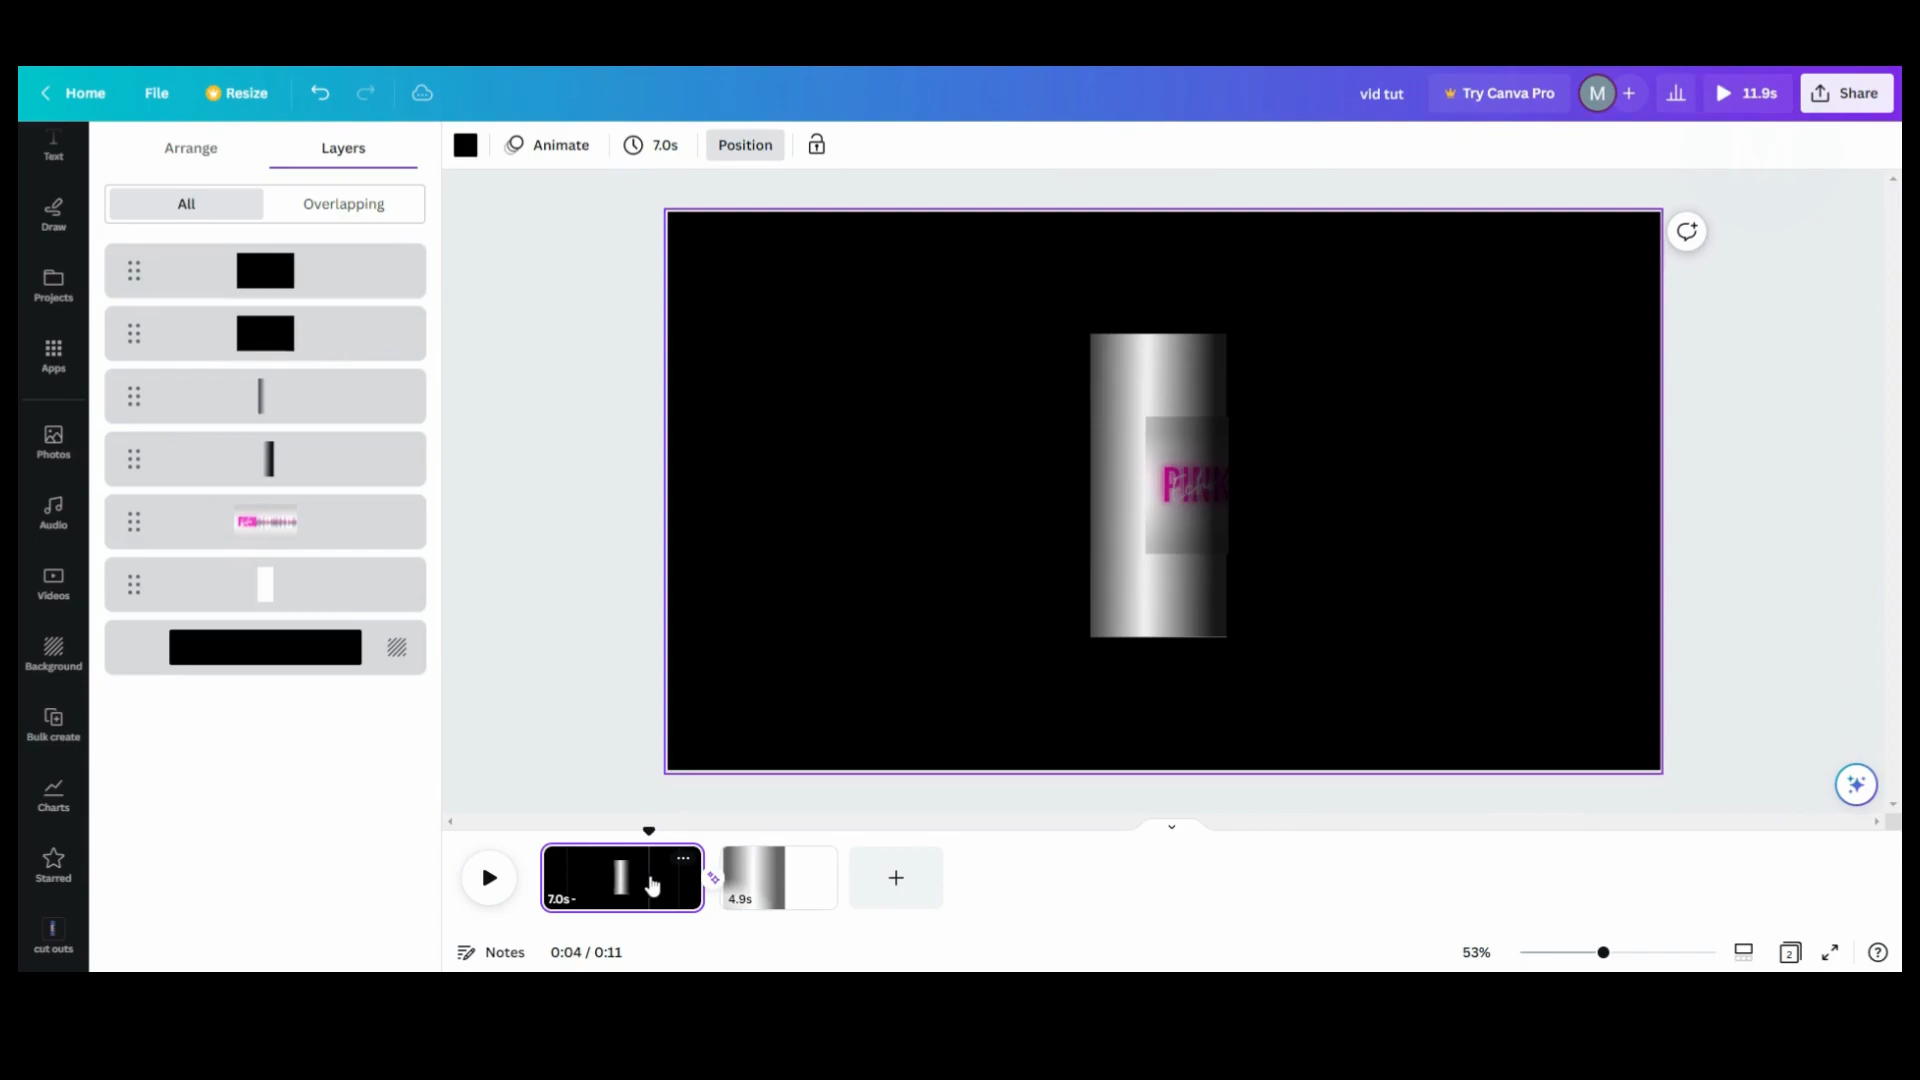 Home
File
Resize
vid tut
Try Canva Pro
M
+
11.9s
Share
Text
Draw
Projects
Apps
Photos
Audio
Videos
Background
Bulk create
Charts
Starred
cut outs
Arrange
Layers
All
Overlapping
Animate
7.0s
Position
PINK
7.0s-
4.9s
Notes
0:04 / 0:11
53%
2
?